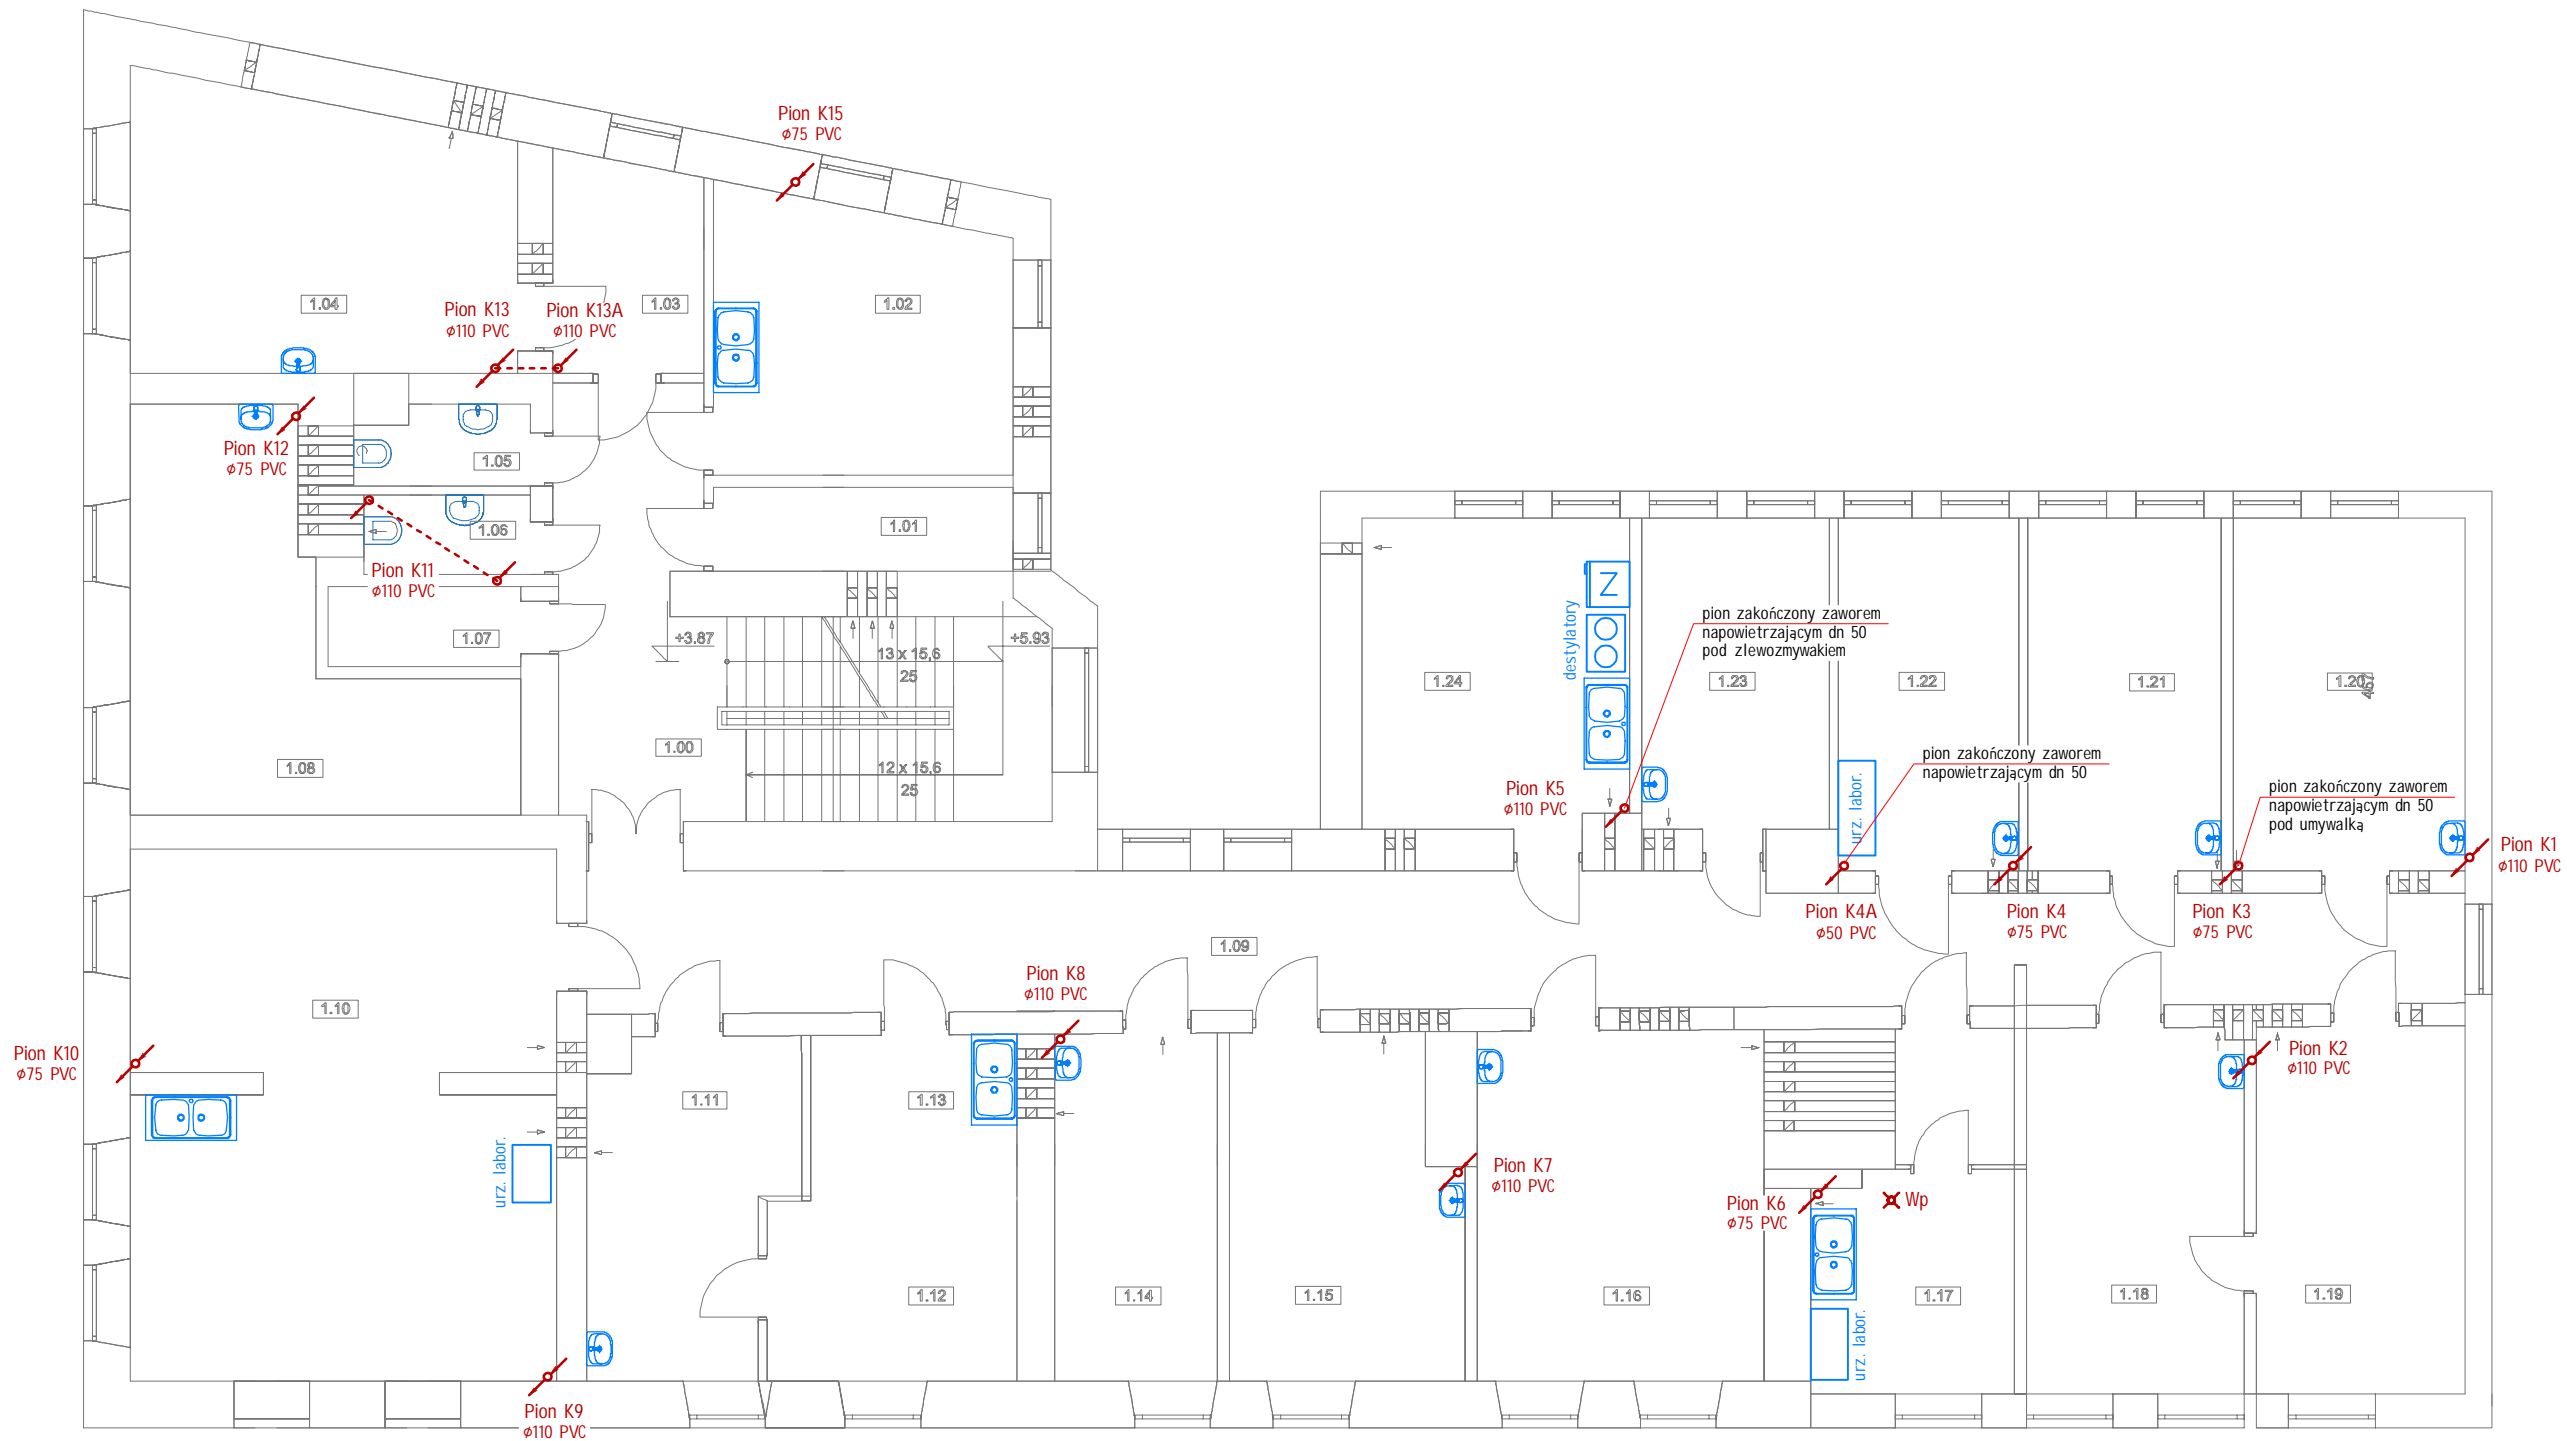 Pion K15
ø75 PVC
1.04
Pion K13
ø110 PVC
Pion K13A
ø110 PVC
1.03
1.02
Pion K12
ø75 PVC
1.05
1.06
1.01
Pion K11
ø110 PVC
1.07
+3.87
+5.93
13 x 15,6
25
1.00
12 x 15,6
25
1.08
Z
destylatory
pion zakończony zaworem
napowietrzającym dn 50
pod zlewozmywakiem
1.24
1.23
1.22
1.21
1.20
pion zakończony zaworem
napowietrzającym dn 50
pion zakończony zaworem
napowietrzającym dn 50
pod umywalką
urz. labor.
Pion K5
ø110 PVC
Pion K1
ø110 PVC
Pion K4A
ø50 PVC
Pion K4
ø75 PVC
Pion K3
ø75 PVC
1.09
Pion K8
ø110 PVC
1.10
Pion K10
ø75 PVC
Pion K2
ø110 PVC
1.11
1.13
urz. labor.
Pion K7
ø110 PVC
Pion K6
ø75 PVC
Wp
1.12
1.14
1.15
1.16
1.17
1.18
1.19
urz. labor.
Pion K9
ø110 PVC